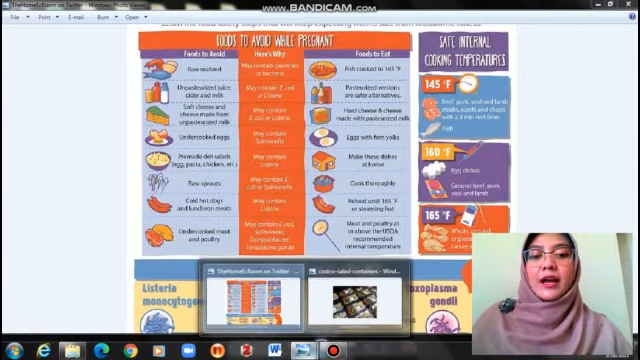 WWW.BANDICAM.COM
TheHomeEcRoom on Twitter - Windows Photo Viewer
File
Print
E-mail
Burn
Open
FOODS TO AVOID WHILE PREGNANT
Foods to Avoid
Here's Why
Foods to Eat
Raw seafood
May contain parasites
or bacteria
Fish cooked to 145 °F
Unpasteurized juice,
cider and milk
May contain E. coli
or Listeria
Pasteurized versions
are safer alternatives.
Soft cheese and
cheese made from
unpasteurized milk
May contain
E. coli or Listeria
Hard cheese & cheese
made with pasteurized milk
Undercooked eggs
May contain
Salmonella
Eggs with firm yolks
Premade deli salads
(egg, pasta, chicken, etc.)
May contain
Listeria
Make these dishes
at home
Raw sprouts
May contain E.
coli or Salmonella
Cook thoroughly
Cold hot dogs
and luncheon meats
May contain
Listeria
Reheat until 165 °F
or steaming hot
Undercooked meat
and poultry
May contain E. coli,
Salmonella
Meat and poultry at
or above the USDA
recommended
internal temperature
SAFE INTERNAL
COOKING TEMPERATURES
145 °F
Beef, pork, veal and lamb
steaks, roasts and chops
with a 3 min rest time
Fish
160 °F
Egg dishes
Ground beef, pork,
veal and lamb
165 °F
TheHomeEcRoom on Twitter - ...
costco-salad-containers - Wind...
Listeria
monocytogen
oxoplasma
gondii